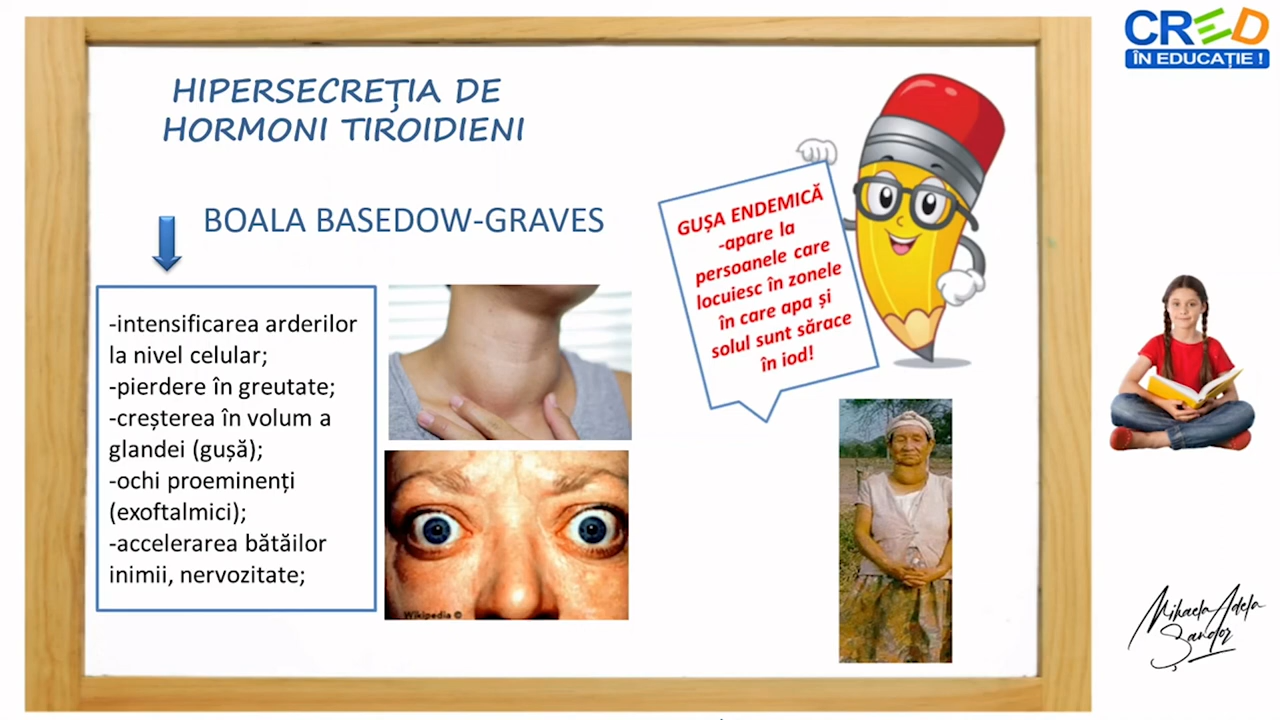 CRED
ÎN EDUCAȚIE !
HIPERSECREȚIA DE
HORMONI TIROIDIENI
BOALA BASEDOW-GRAVES
-intensificarea arderilor
la nivel celular;
-pierdere în greutate;
-creșterea în volum a
glandei (gușă);
-ochi proeminenți
(exoftalmici);
-accelerarea bătăilor
inimii, nervozitate;
Wikipedia ©
GUȘA ENDEMICĂ
-apare la
persoanele care
locuiesc în zonele
în care apa și
solul sunt sărace
în iod!
Mihaela Adela
Șandor